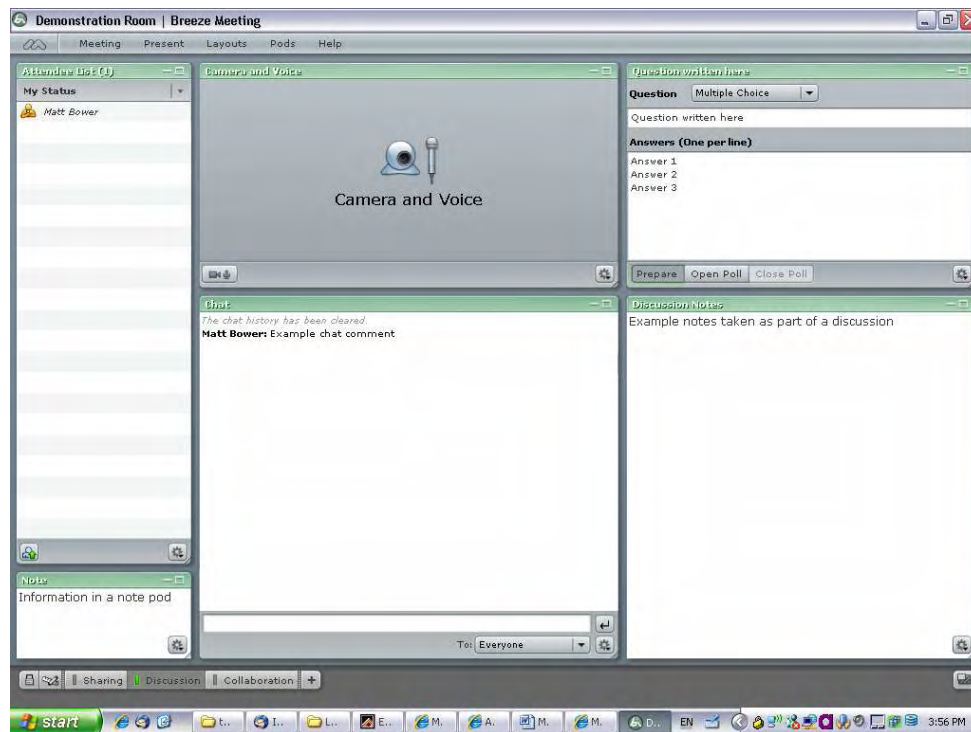 Demonstration Room | Breeze Meeting
Meeting Present Layouts Pods Help
Attendee List (1)
My Status
Matt Bower
Camera and Voice
Camera and Voice
Question written here
Question Multiple Choice
Question written here
Answers (One per line)
Answer 1
Answer 2
Answer 3
Prepare Open Poll Close Poll
Chat
The chat history has been cleared.
Matt Bower: Example chat comment
To: Everyone
Discussion Notes
Example notes taken as part of a discussion
Note
Information in a note pod
Sharing Discussion Collaboration +
start t.. I.. L.. E.. M. A. M. M. D.. EN 3:56 PM